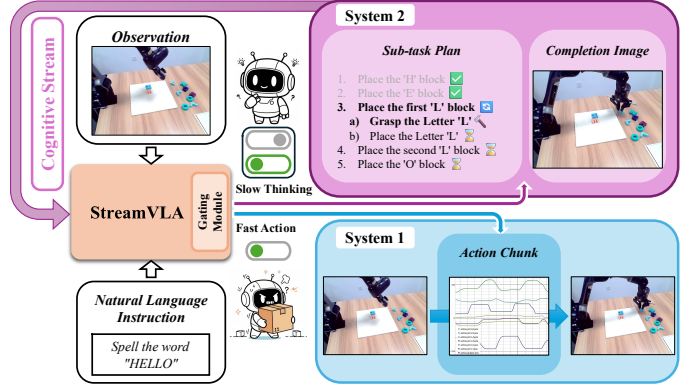 Cognitive Stream
Observation
StreamVLA
Gating
Module
Natural Language
Instruction
Spell the word
"HELLO"
Slow Thinking
Fast Action
System 2
Sub-task Plan
1. Place the 'H' block ✅
2. Place the 'E' block ✅
3. Place the first 'L' block 🔄
a) Grasp the Letter 'L' 🔨
b) Place the Letter 'L' ⏳
4. Place the second 'L' block ⏳
5. Place the 'O' block ⏳
Completion Image
System 1
Action Chunk